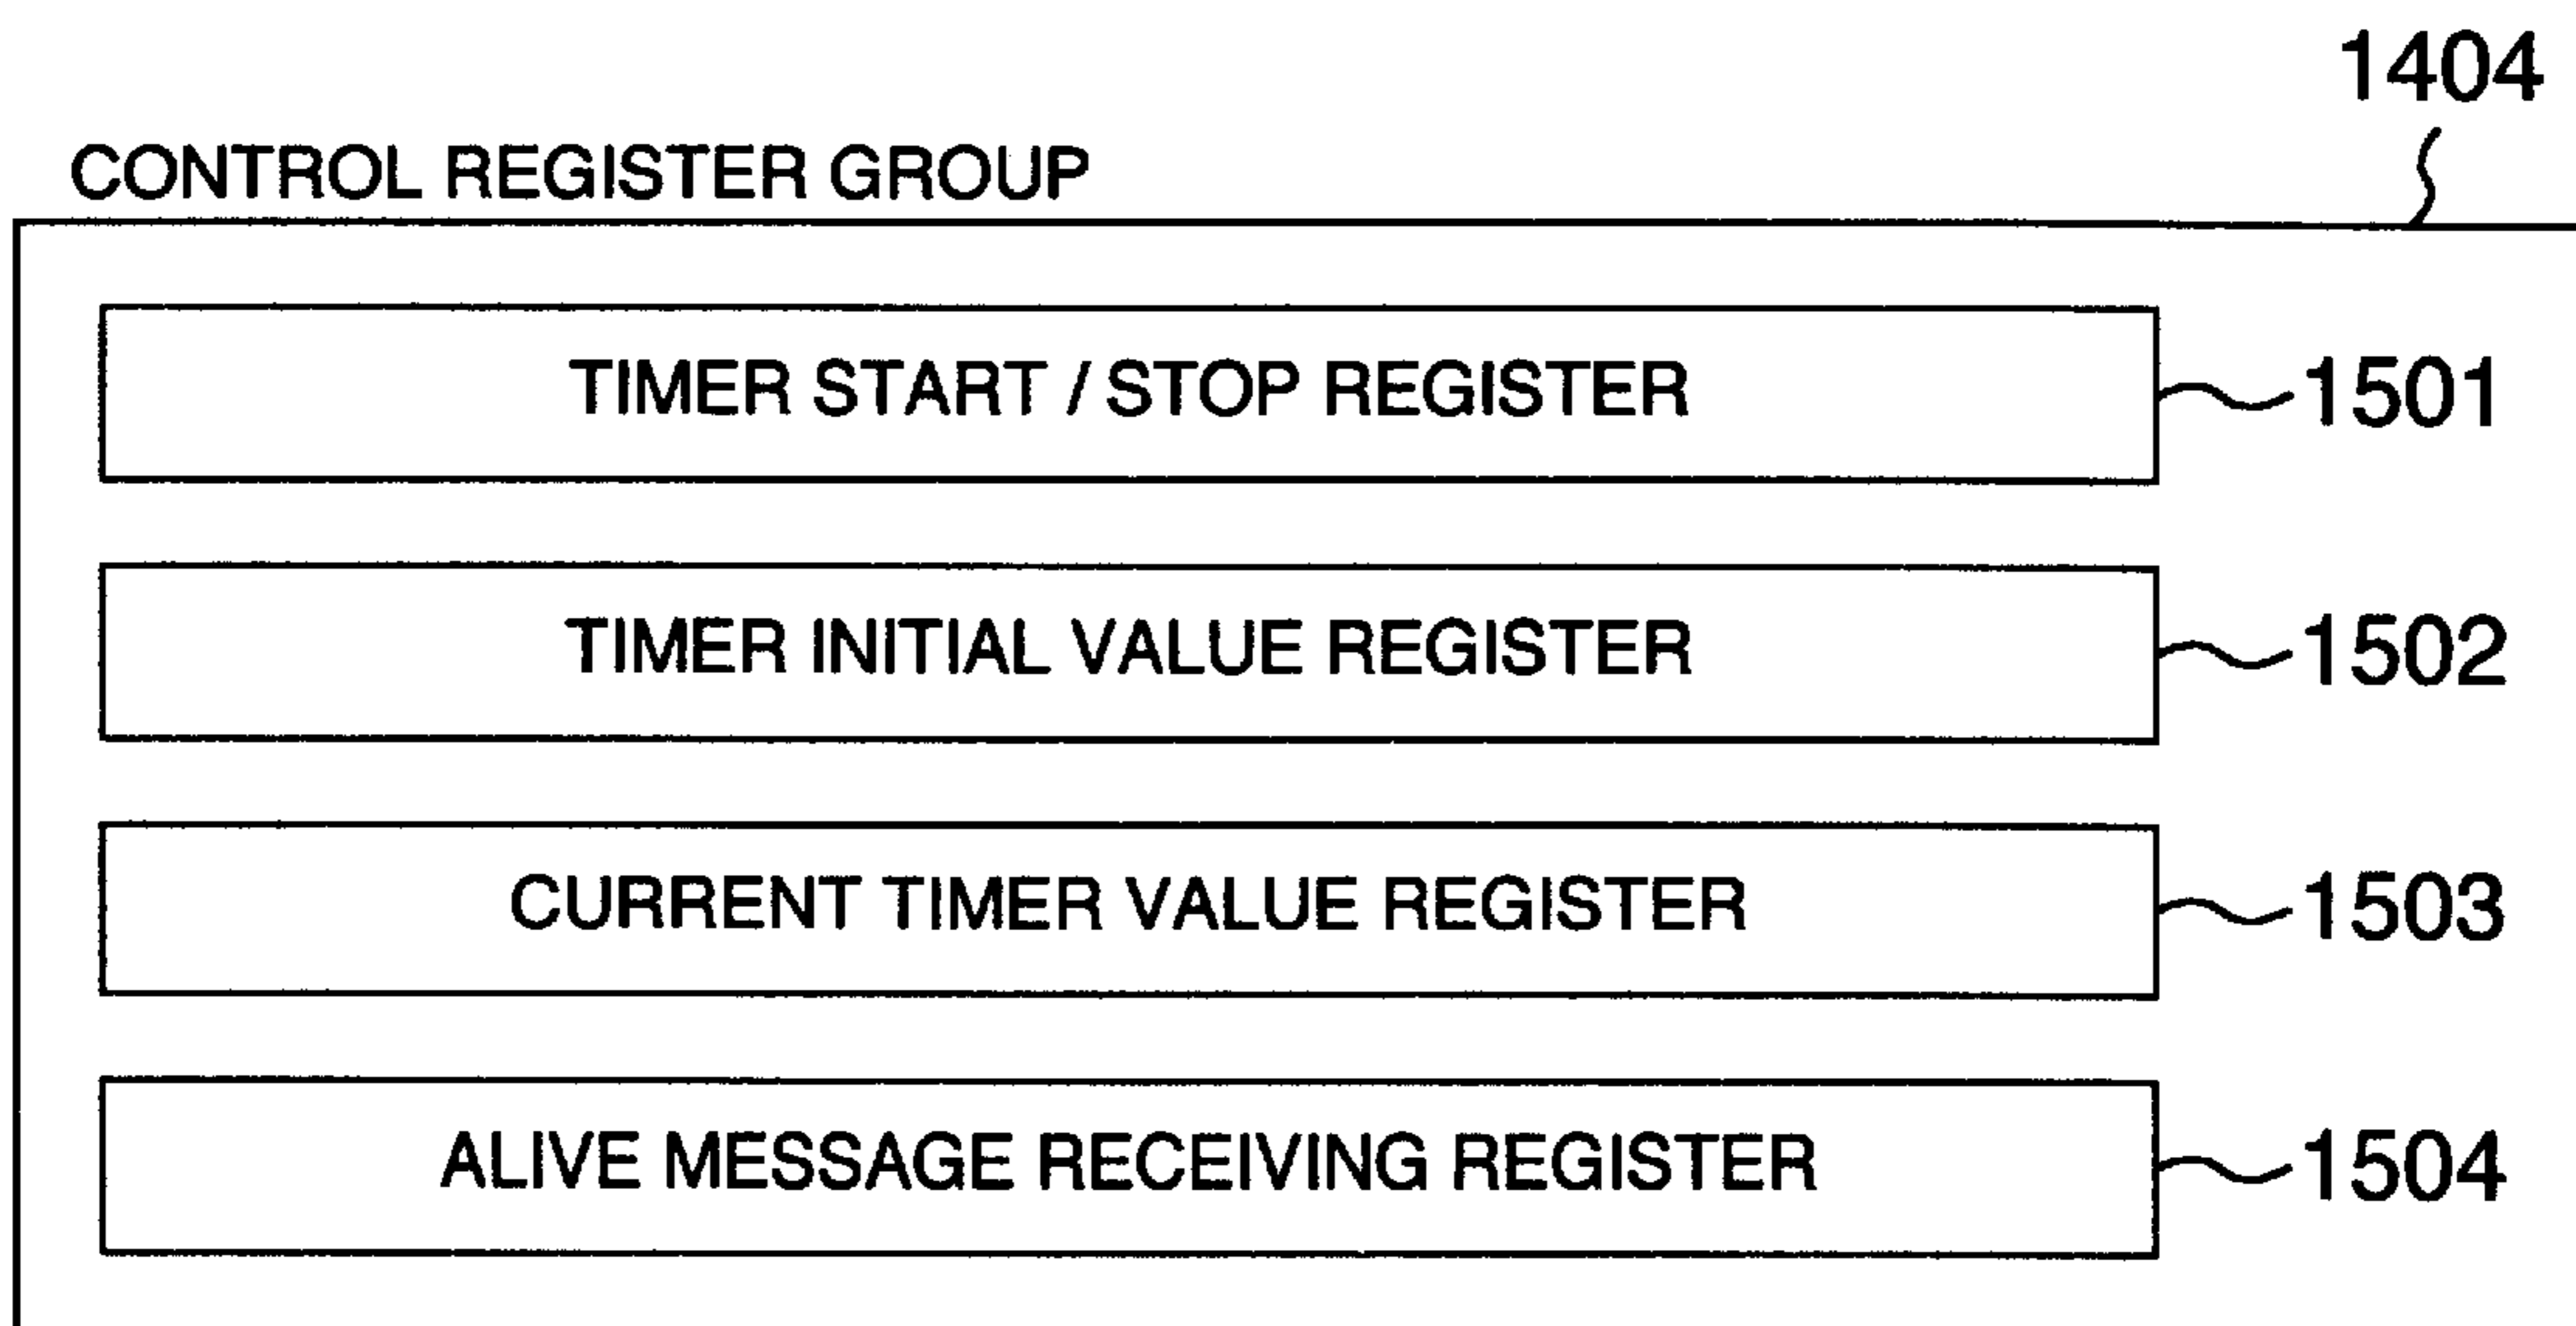 1404
CONTROL REGISTER GROUP
TIMER START / STOP REGISTER
1501
TIMER INITIAL VALUE REGISTER
1502
CURRENT TIMER VALUE REGISTER
1503
ALIVE MESSAGE RECEIVING REGISTER
1504